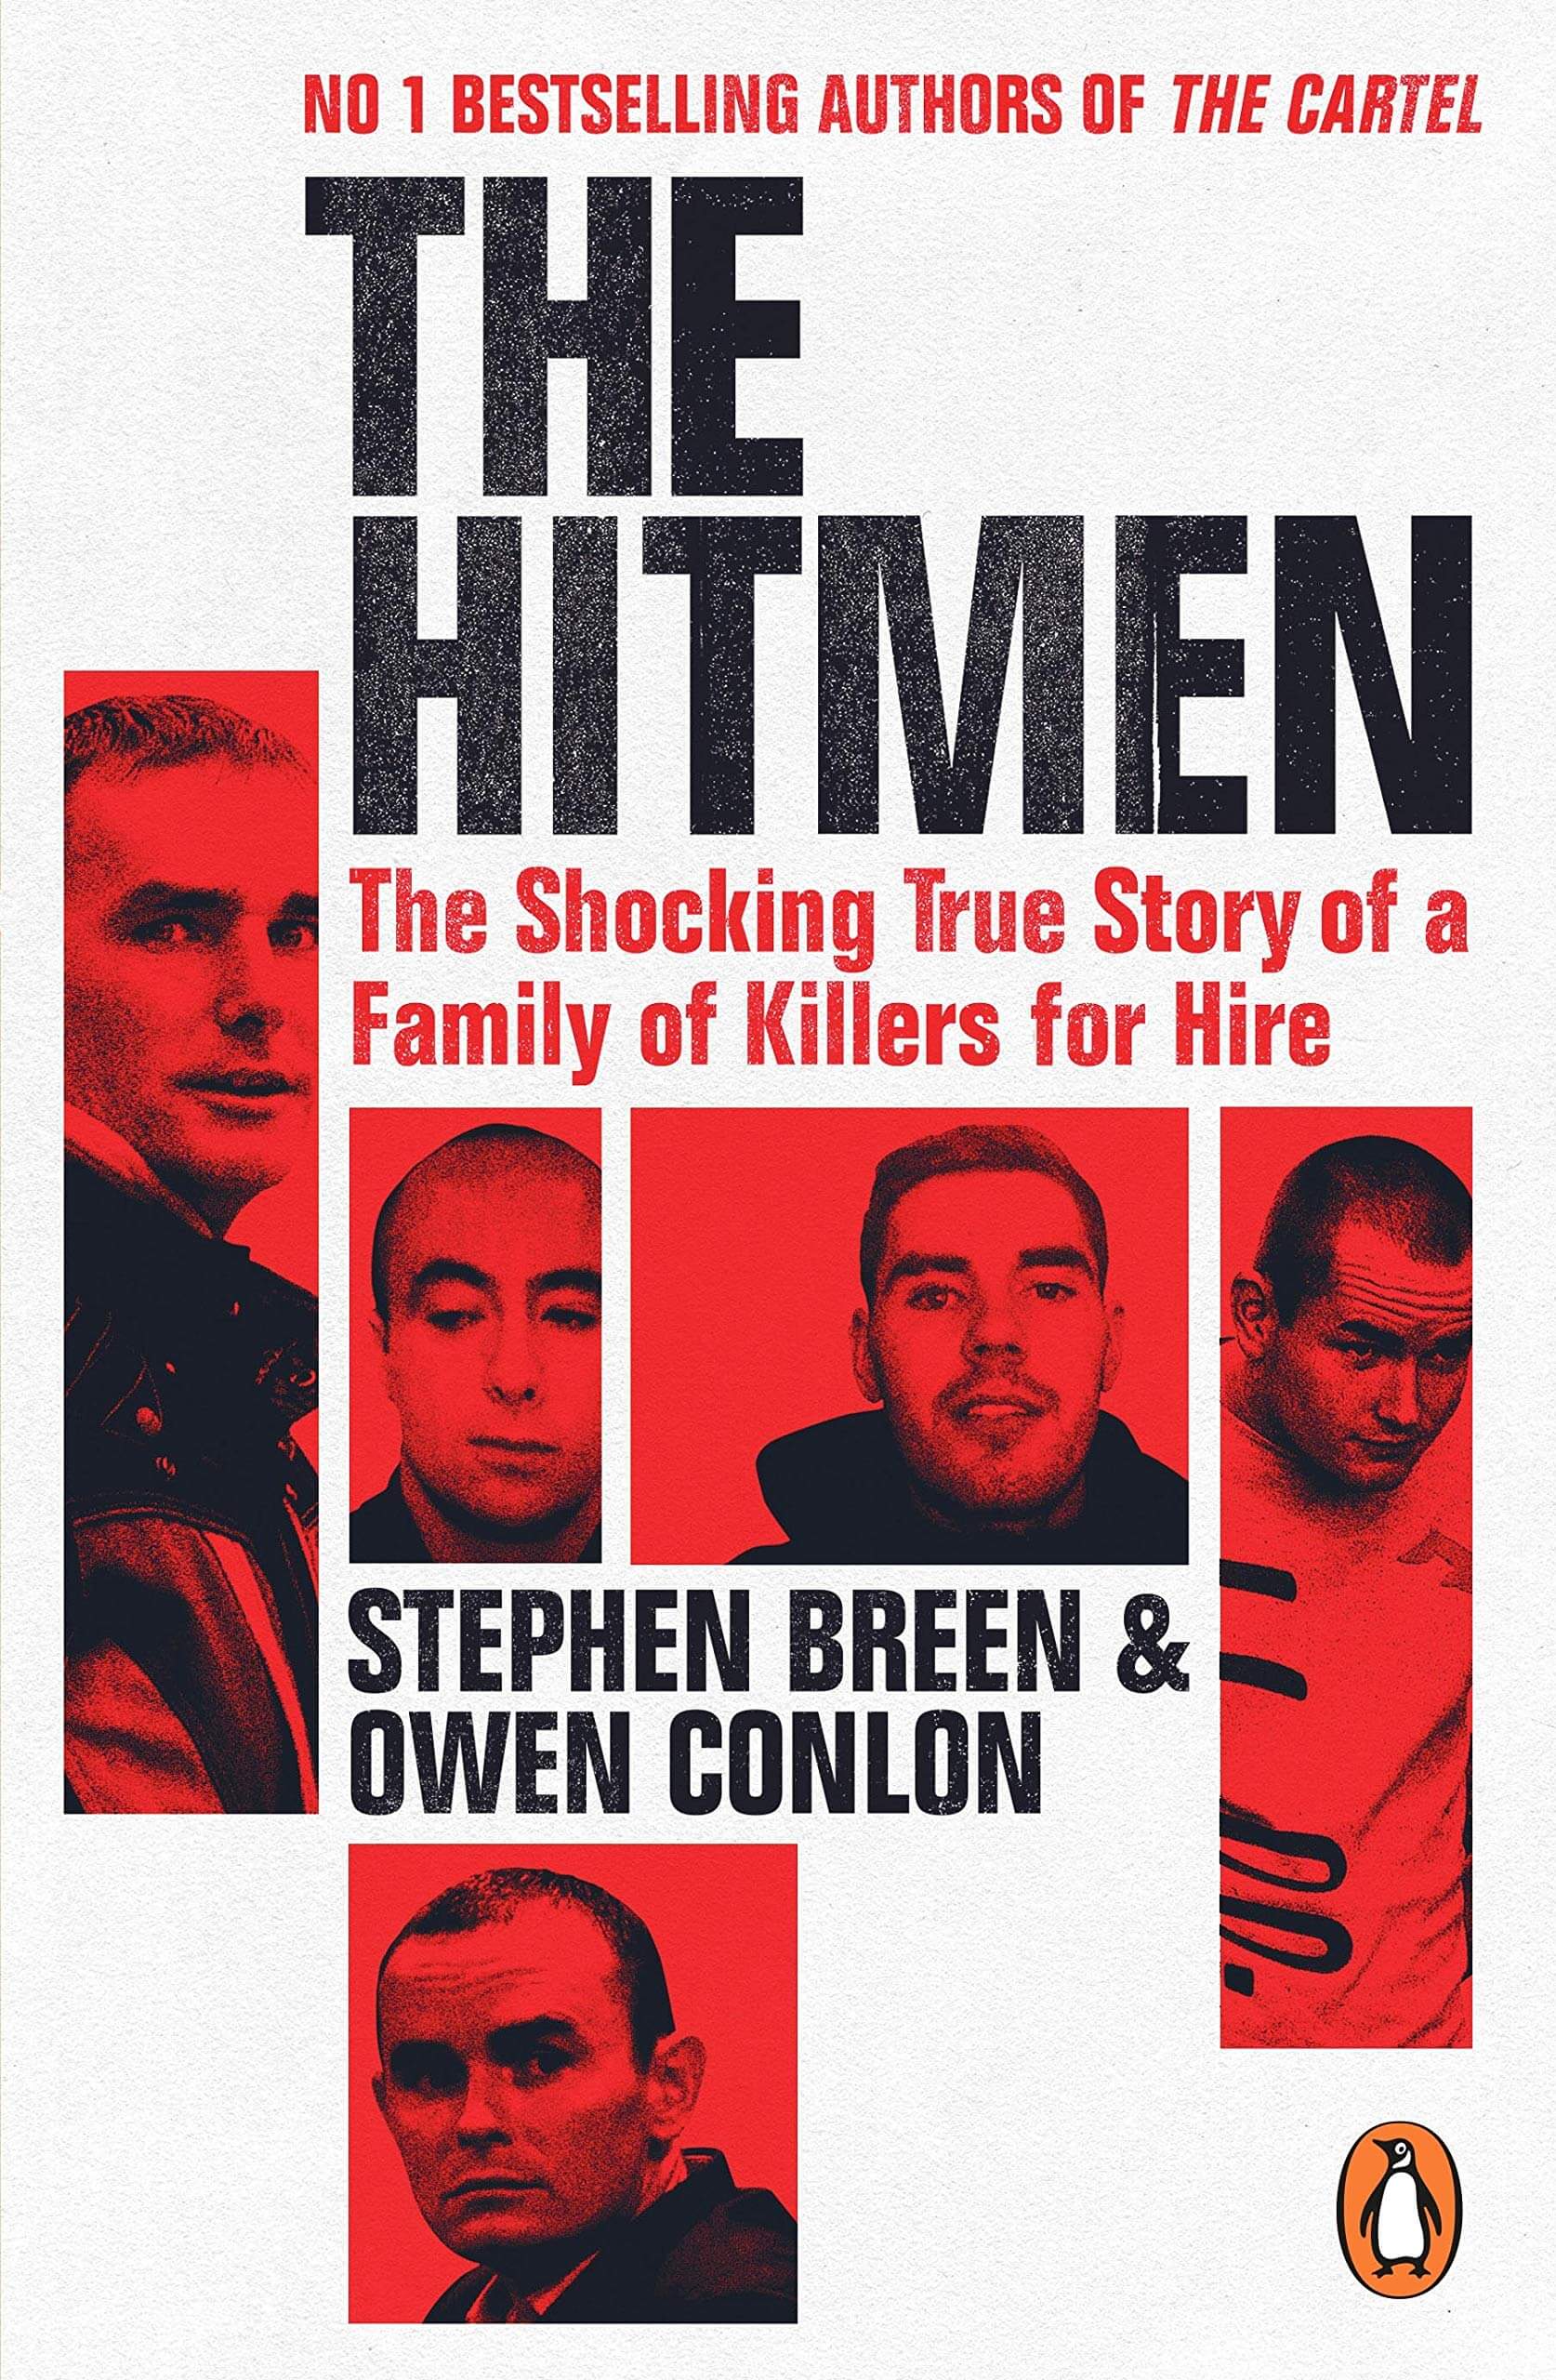 NO 1 BESTSELLING AUTHORS OF THE CARTEL
THE
HITMEN
The Shocking True Story of a
Family of Killers for Hire
STEPHEN BREEN &
OWEN CONLON